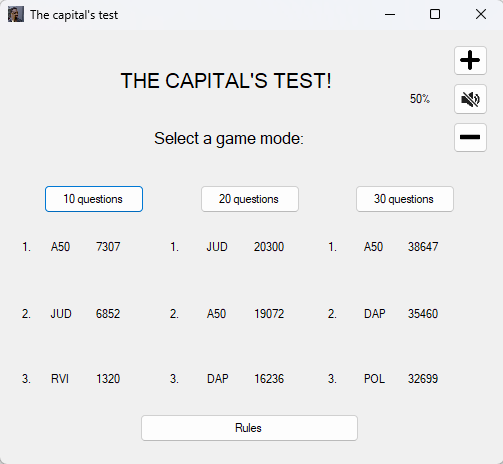 The capital's test
THE CAPITAL'S TEST!
50%
Select a game mode:
10 questions 20 questions 30 questions
1. A50 7307 1. JUD 20300 1. A50 38647
2. JUD 6852 2. A50 19072 2. DAP 35460
3. RVI 1320 3. DAP 16236 3. POL 32699
Rules